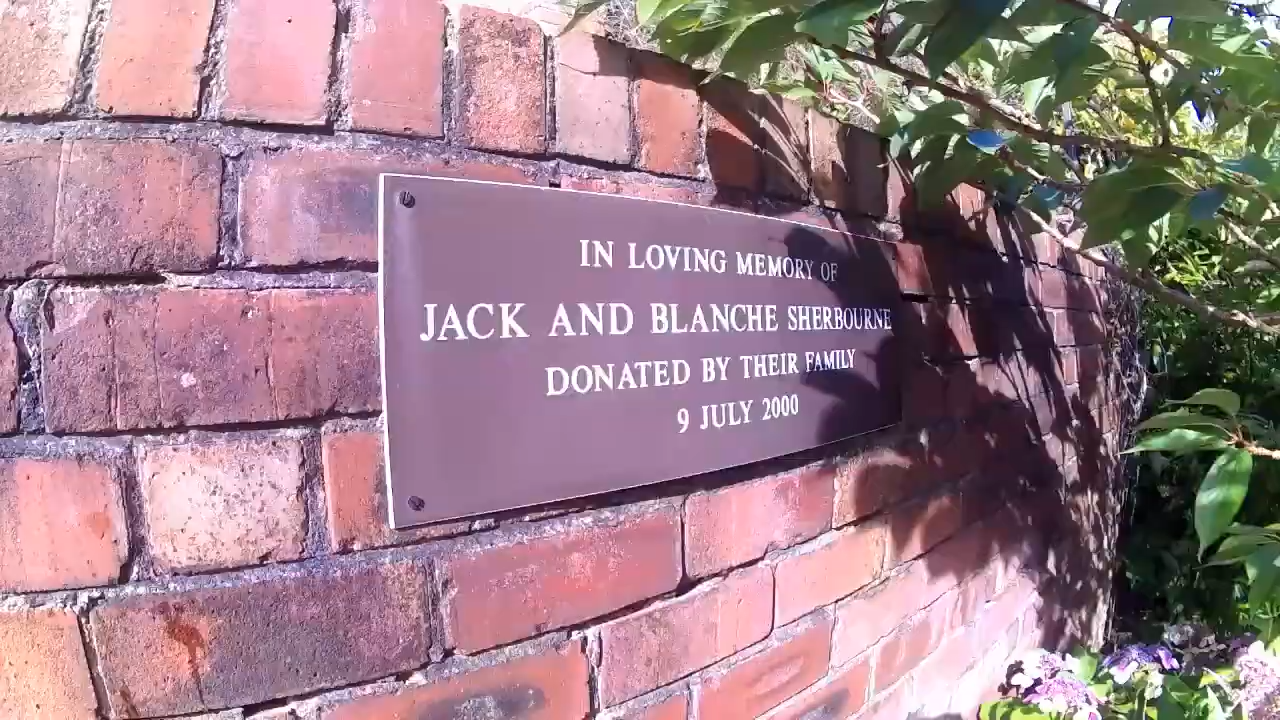 IN LOVING MEMORY OF
JACK AND BLANCHE SHERBOURNE
DONATED BY THEIR FAMILY
9 JULY 2000